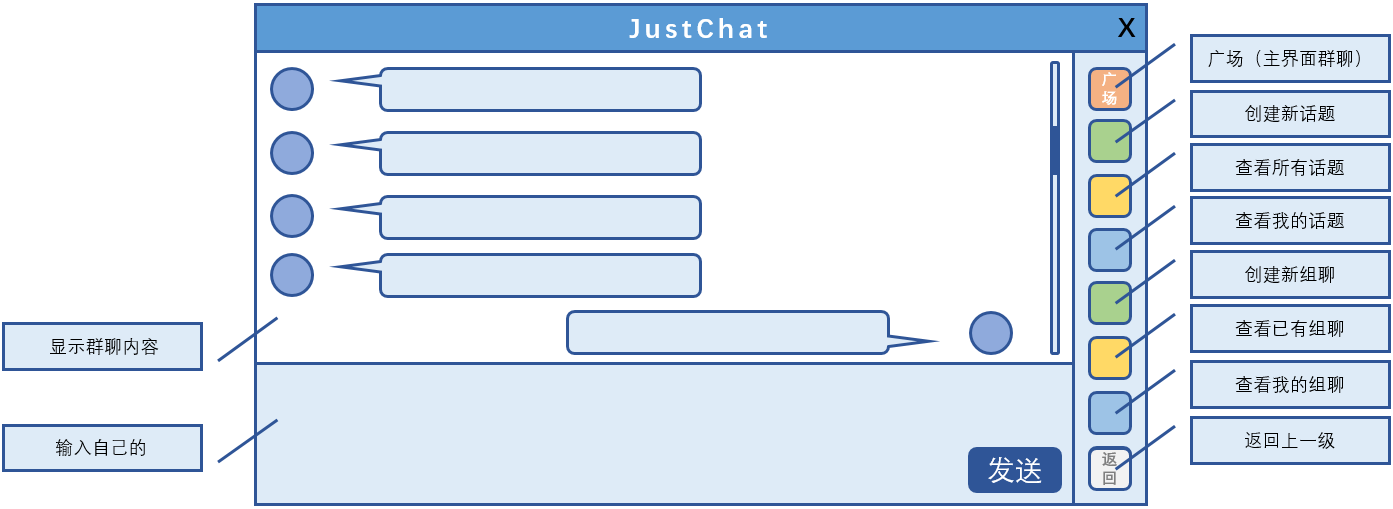 JustChat
X
广
场
发送
返
回
显示群聊内容
输入自己的
广场（主界面群聊）
创建新话题
查看所有话题
查看我的话题
创建新组聊
查看已有组聊
查看我的组聊
返回上一级